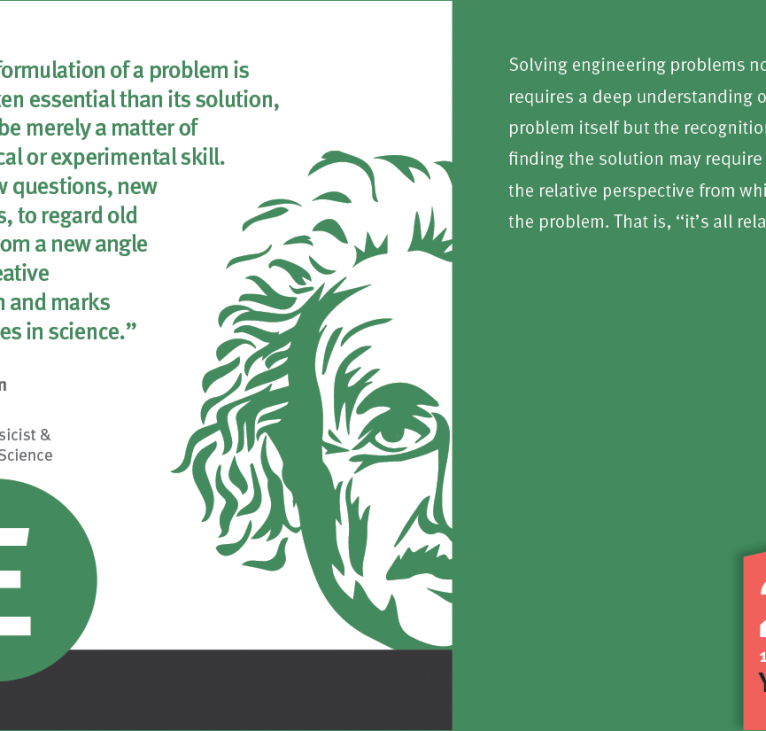 formulation of a problem is
en essential than its solution,
be merely a matter of
cal or experimental skill.
w questions, new
s, to regard old
om a new angle
eative
n and marks
es in science.”
n
sicist &
Science
E
Solving engineering problems no
requires a deep understanding o
problem itself but the recognition
finding the solution may require
the relative perspective from whi
the problem. That is, “it’s all rela
2
1
Y